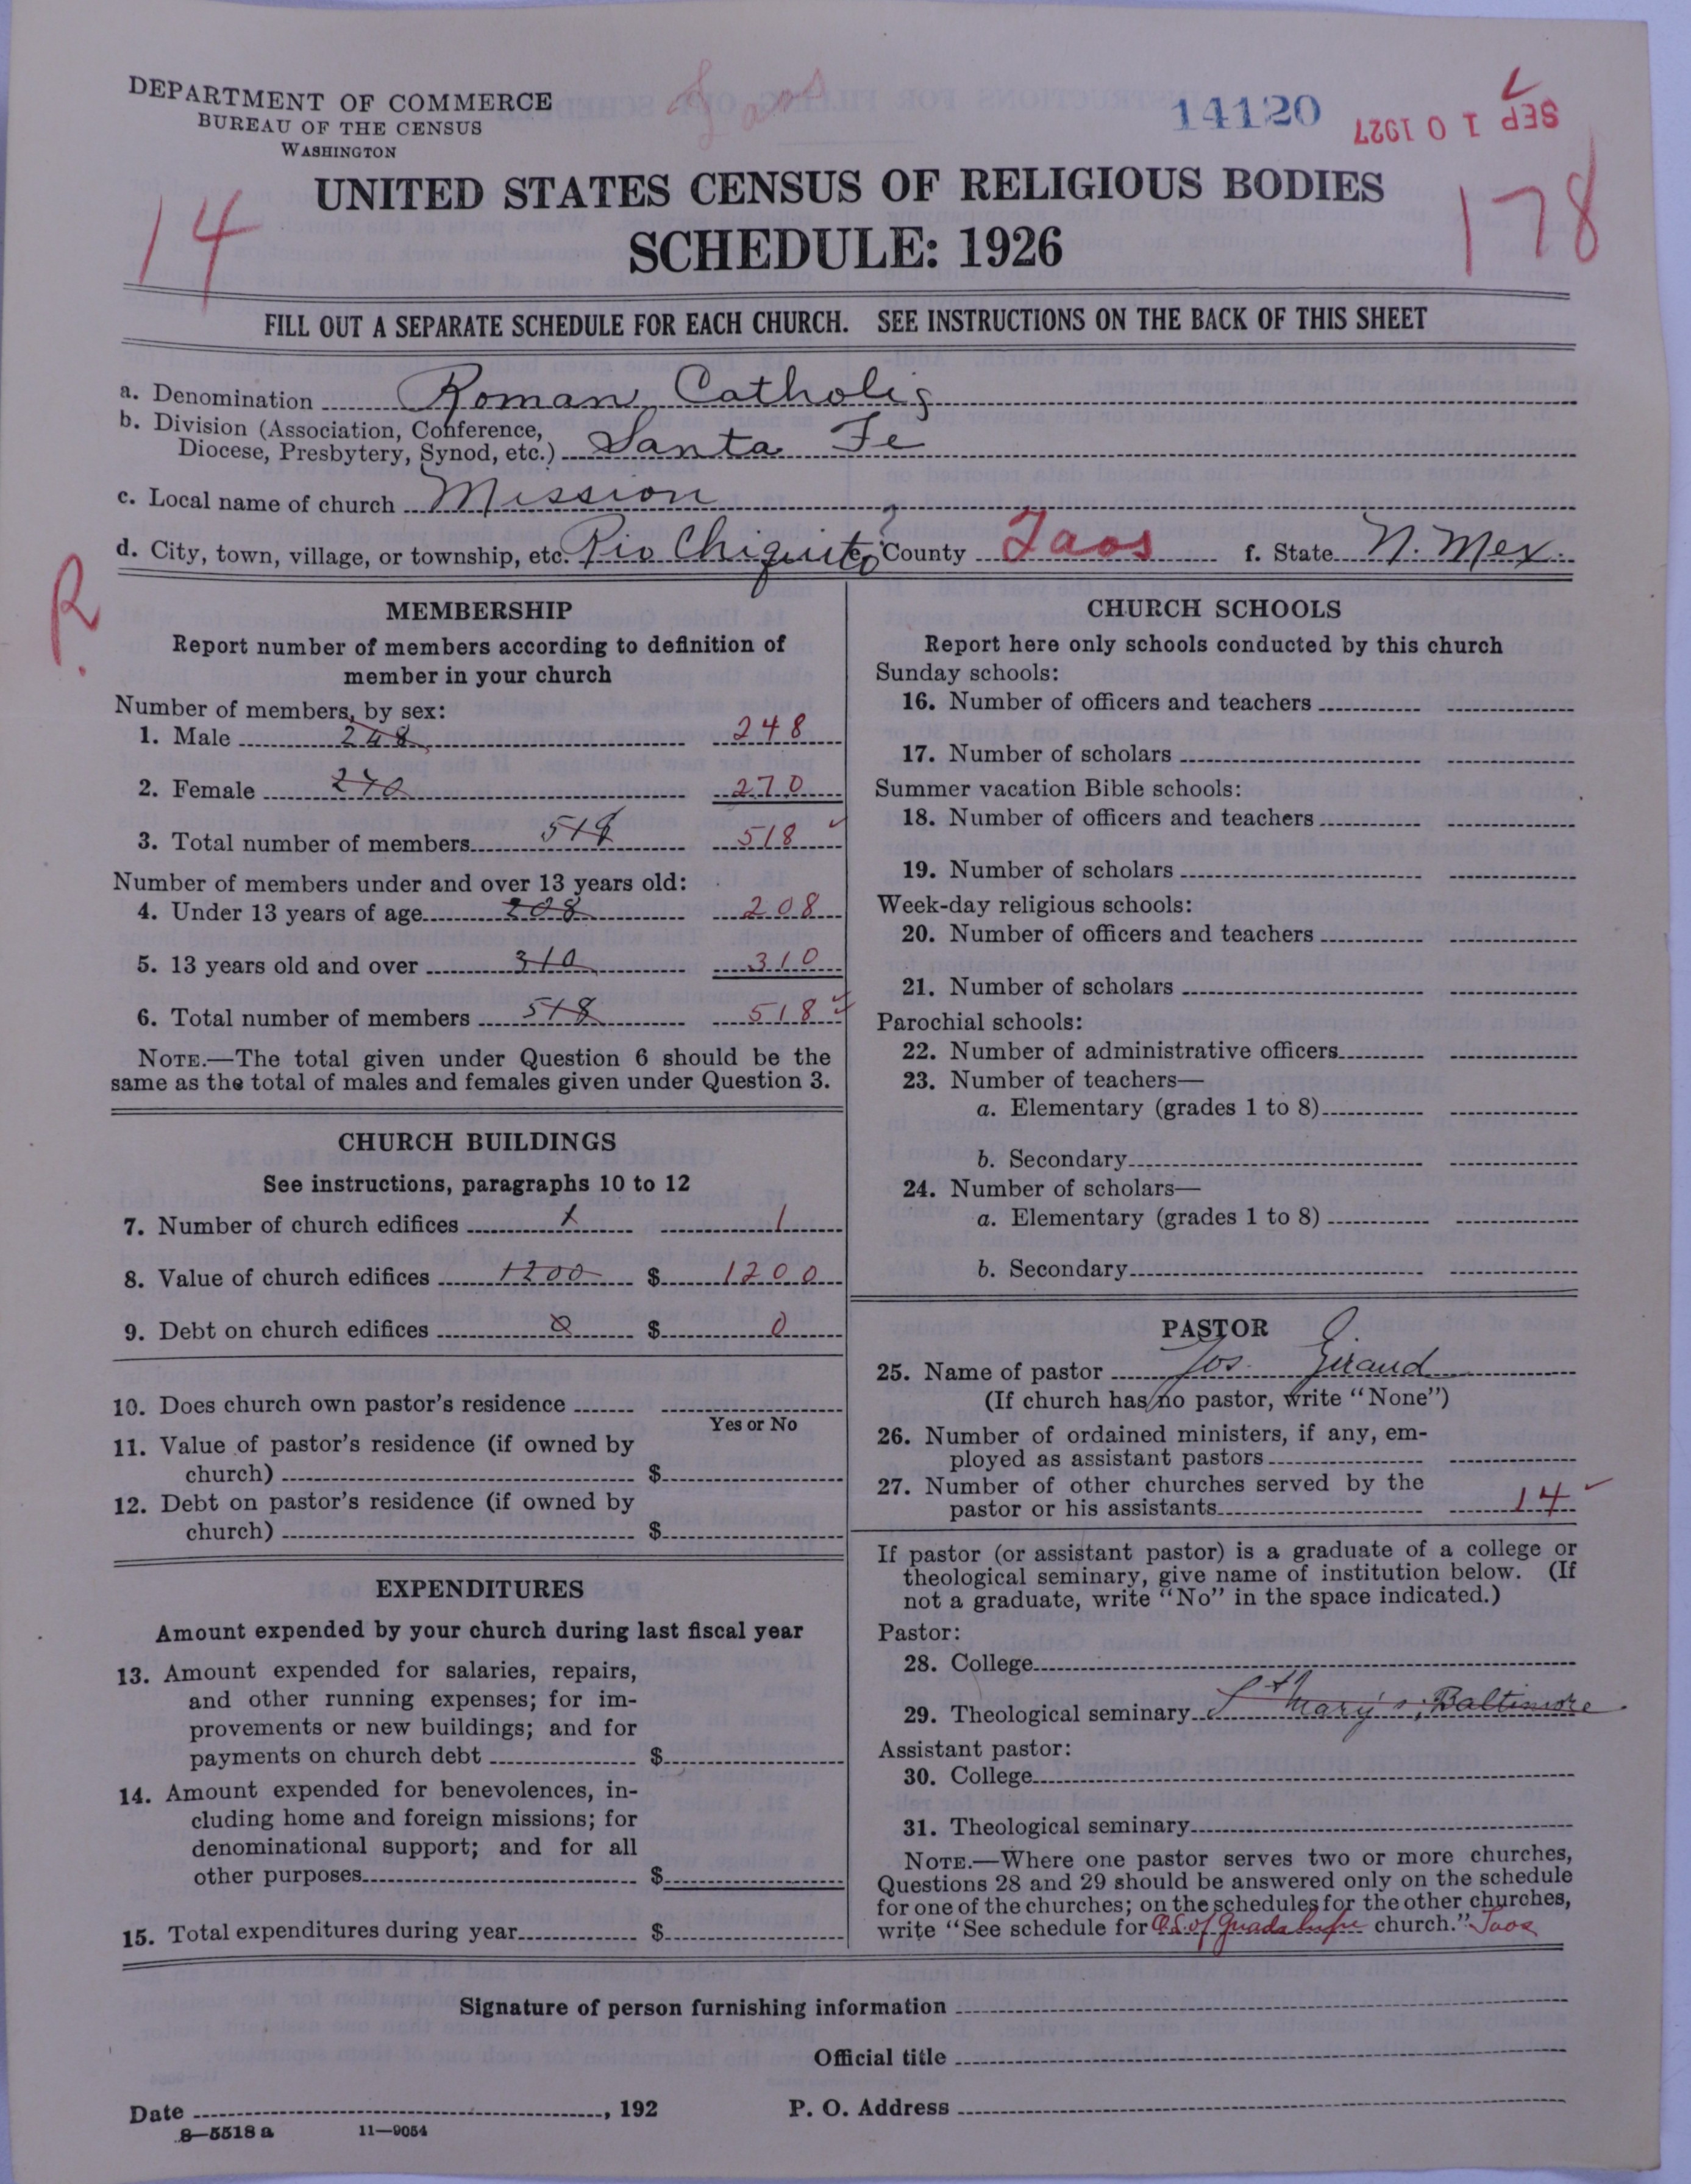 Taos
DEPARTMENT OF COMMERCE
BUREAU OF THE CENSUS
WASHINGTON
14120
SEP 10 1927
UNITED STATES CENSUS OF RELIGIOUS BODIES
SCHEDULE: 1926
14
178
FILL OUT A SEPARATE SCHEDULE FOR EACH CHURCH. SEE INSTRUCTIONS ON THE BACK OF THIS SHEET
a. Denomination Roman Catholic
b. Division (Association, Conference,
Diocese, Presbytery, Synod, etc.) Santa Fe
c. Local name of church Mission
d. City, town, village, or township, etc. Rio Chiquito ? County Taos f. State N. Mex.
R.
MEMBERSHIP
Report number of members according to definition of
member in your church
Number of members, by sex:
1. Male 248 248
2. Female 270 270
3. Total number of members 518 518
Number of members under and over 13 years old:
4. Under 13 years of age 208 208
5. 13 years old and over 310 310
6. Total number of members 518 518
NOTE.—The total given under Question 6 should be the
same as the total of males and females given under Question 3.
CHURCH BUILDINGS
See instructions, paragraphs 10 to 12
7. Number of church edifices 1 1
8. Value of church edifices 1200 $ 1200
9. Debt on church edifices 0 $ 0
10. Does church own pastor's residence
Yes or No
11. Value of pastor's residence (if owned by
church) $
12. Debt on pastor's residence (if owned by
church) $
EXPENDITURES
Amount expended by your church during last fiscal year
13. Amount expended for salaries, repairs,
and other running expenses; for im-
provements or new buildings; and for
payments on church debt $
14. Amount expended for benevolences, in-
cluding home and foreign missions; for
denominational support; and for all
other purposes $
15. Total expenditures during year $
CHURCH SCHOOLS
Report here only schools conducted by this church
Sunday schools:
16. Number of officers and teachers
17. Number of scholars
Summer vacation Bible schools:
18. Number of officers and teachers
19. Number of scholars
Week-day religious schools:
20. Number of officers and teachers
21. Number of scholars
Parochial schools:
22. Number of administrative officers
23. Number of teachers—
a. Elementary (grades 1 to 8)
b. Secondary
24. Number of scholars—
a. Elementary (grades 1 to 8)
b. Secondary
PASTOR
25. Name of pastor Jos. Giraud
(If church has no pastor, write "None")
26. Number of ordained ministers, if any, em-
ployed as assistant pastors
27. Number of other churches served by the
pastor or his assistants 14
If pastor (or assistant pastor) is a graduate of a college or
theological seminary, give name of institution below. (If
not a graduate, write "No" in the space indicated.)
Pastor:
28. College
29. Theological seminary St Mary's, Baltimore
Assistant pastor:
30. College
31. Theological seminary
NOTE.—Where one pastor serves two or more churches,
Questions 28 and 29 should be answered only on the schedule
for one of the churches; on the schedules for the other churches,
write "See schedule for O.L. of Guadalupe church." Taos
Signature of person furnishing information
Official title
Date , 192 P. O. Address
8—5518 a 11—9054